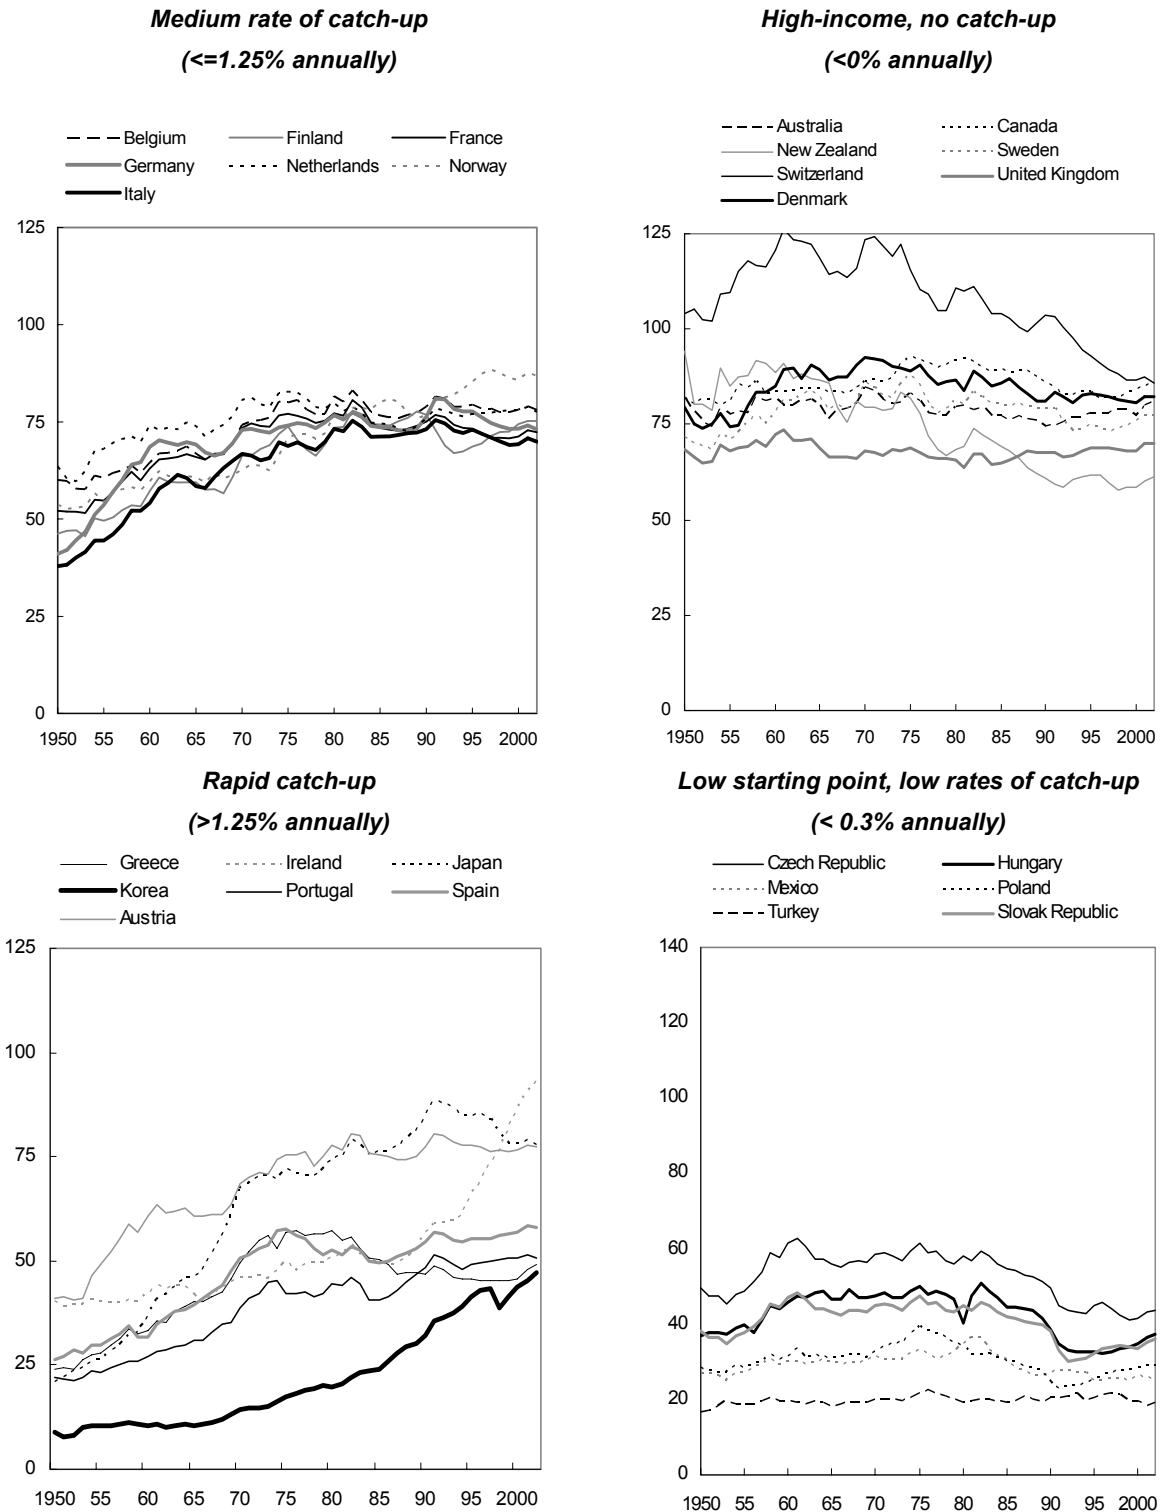 Medium rate of catch-up
(<=1.25% annually)
Belgium Finland France
Germany Netherlands Norway
Italy
125
100
75
50
25
0
1950 55 60 65 70 75 80 85 90 95 2000
High-income, no catch-up
(<0% annually)
Australia Canada
New Zealand Sweden
Switzerland United Kingdom
Denmark
125
100
75
50
25
0
1950 55 60 65 70 75 80 85 90 95 2000
Rapid catch-up
(>1.25% annually)
Greece Ireland Japan
Korea Portugal Spain
Austria
125
100
75
50
25
0
1950 55 60 65 70 75 80 85 90 95 2000
Low starting point, low rates of catch-up
(< 0.3% annually)
Czech Republic Hungary
Mexico Poland
Turkey Slovak Republic
140
120
100
80
60
40
20
0
1950 55 60 65 70 75 80 85 90 95 2000